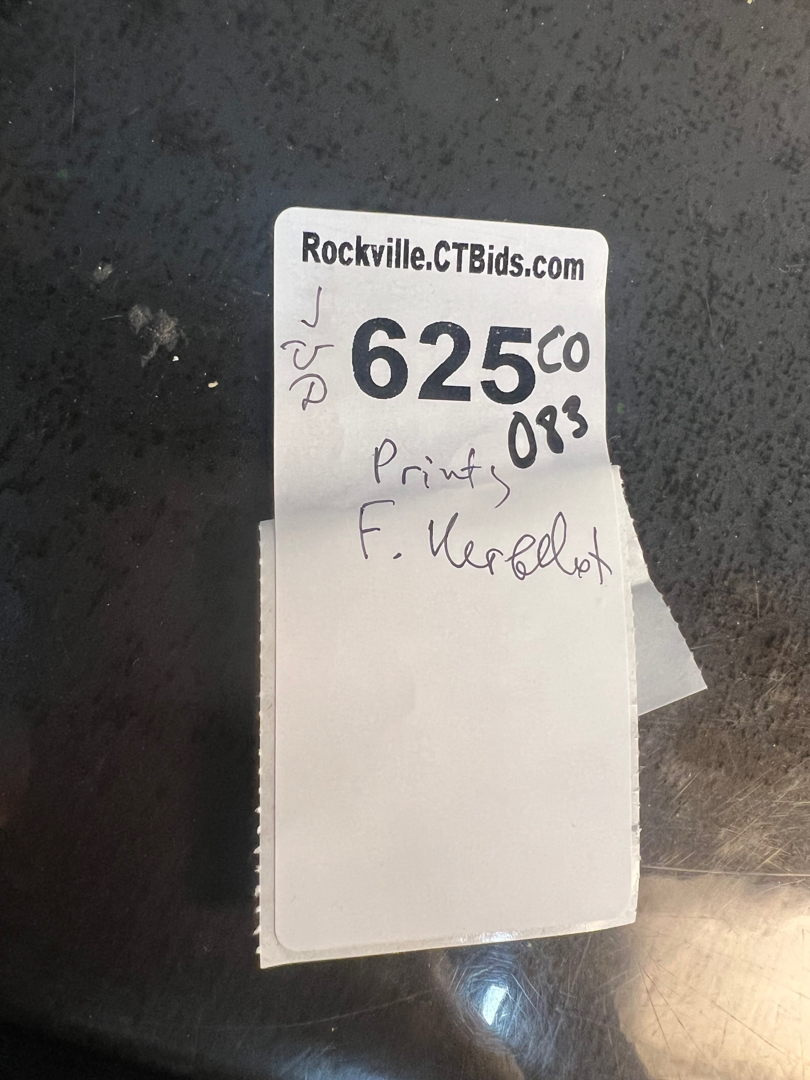 Rockville.CTBids.com
625 CO
083
Prints
F.